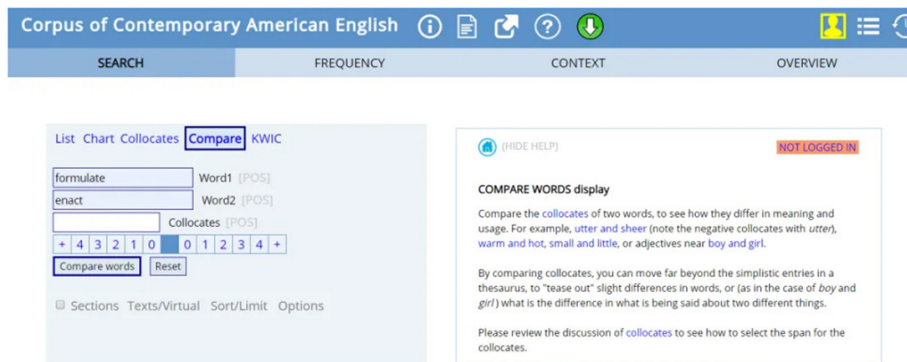 Corpus of Contemporary American English
SEARCH FREQUENCY CONTEXT OVERVIEW
List Chart Collocates Compare KWIC
formulate Word1 [POS]
enact Word2 [POS]
Collocates [POS]
+ 4 3 2 1 0 0 1 2 3 4 +
Compare words Reset
Sections Texts/Virtual Sort/Limit Options
(HIDE HELP) NOT LOGGED IN
COMPARE WORDS display
Compare the collocates of two words, to see how they differ in meaning and
usage. For example, utter and sheer (note the negative collocates with utter),
warm and hot, small and little, or adjectives near boy and girl.
By comparing collocates, you can move far beyond the simplistic entries in a
thesaurus, to "tease out" slight differences in words, or (as in the case of boy and
girl ) what is the difference in what is being said about two different things.
Please review the discussion of collocates to see how to select the span for the
collocates.